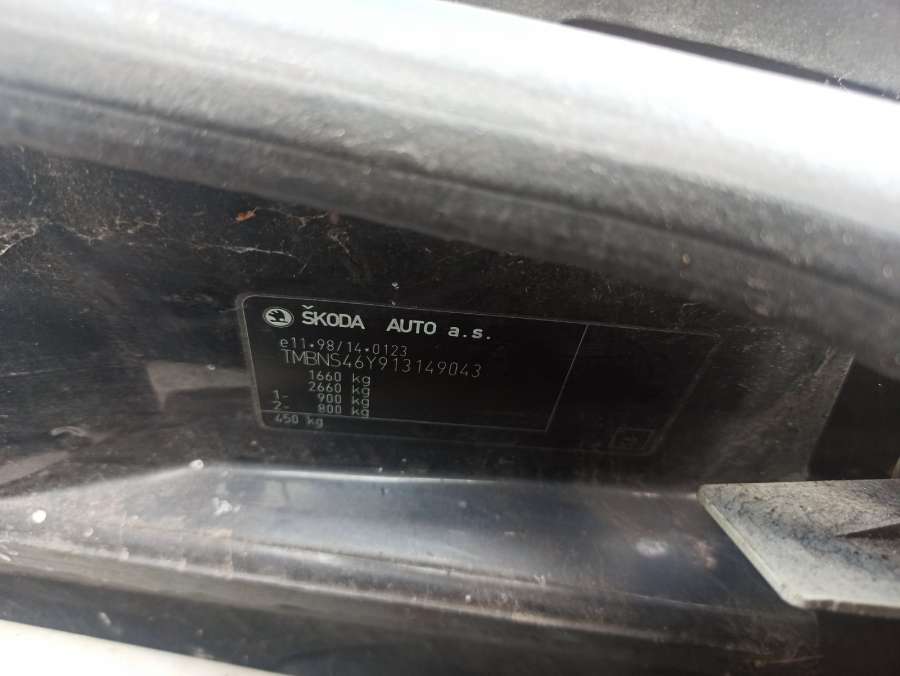 ŠKODA AUTO a.s.
e11*98/14*0123
TMBNS46Y913149043
1660 kg
2660 kg
1- 900 kg
2- 800 kg
450 kg